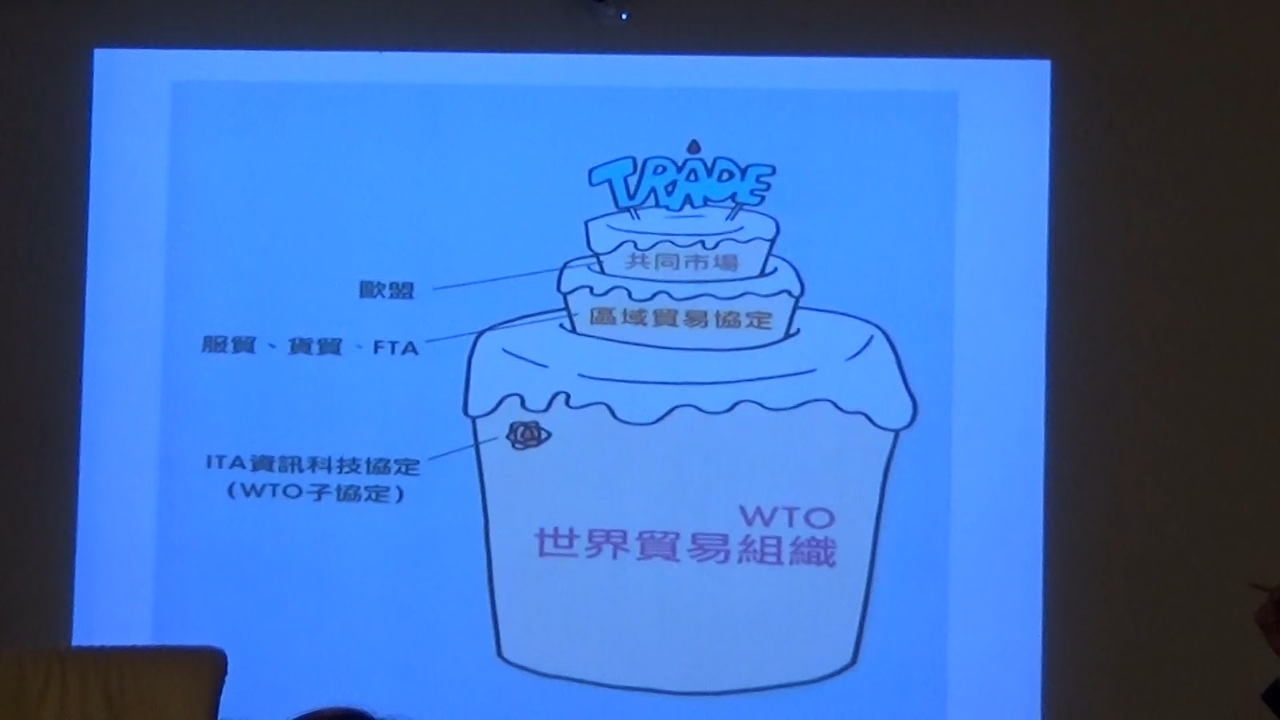 TRADE
共同市場
歐盟
區域貿易協定
服貿、貨貿、FTA
ITA資訊科技協定
(WTO子協定)
WTO
世界貿易組織